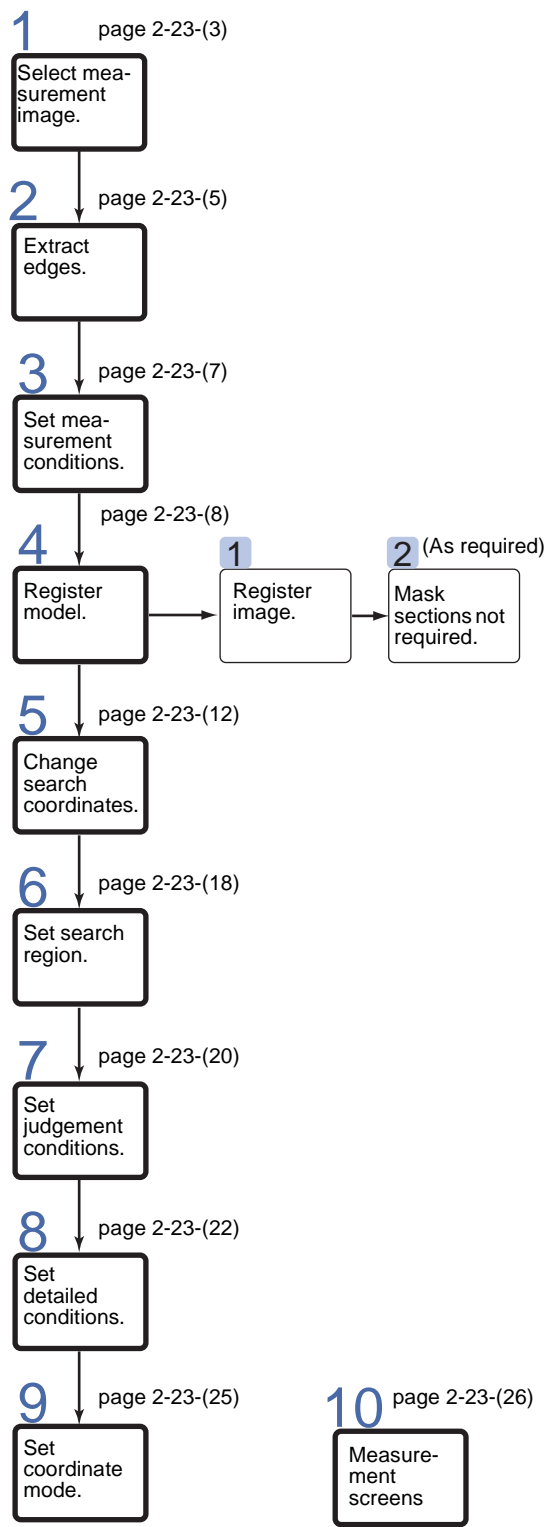 1
page 2-23-(3)
Select mea-
surement
image.
2
page 2-23-(5)
Extract
edges.
3
page 2-23-(7)
Set mea-
surement
conditions.
4
page 2-23-(8)
Register
model.
1
Register
image.
2 (As required)
Mask
sections not
required.
5
page 2-23-(12)
Change
search
coordinates.
6
page 2-23-(18)
Set search
region.
7
page 2-23-(20)
Set
judgement
conditions.
8
page 2-23-(22)
Set
detailed
conditions.
9
page 2-23-(25)
Set
coordinate
mode.
10
page 2-23-(26)
Measure-
ment
screens